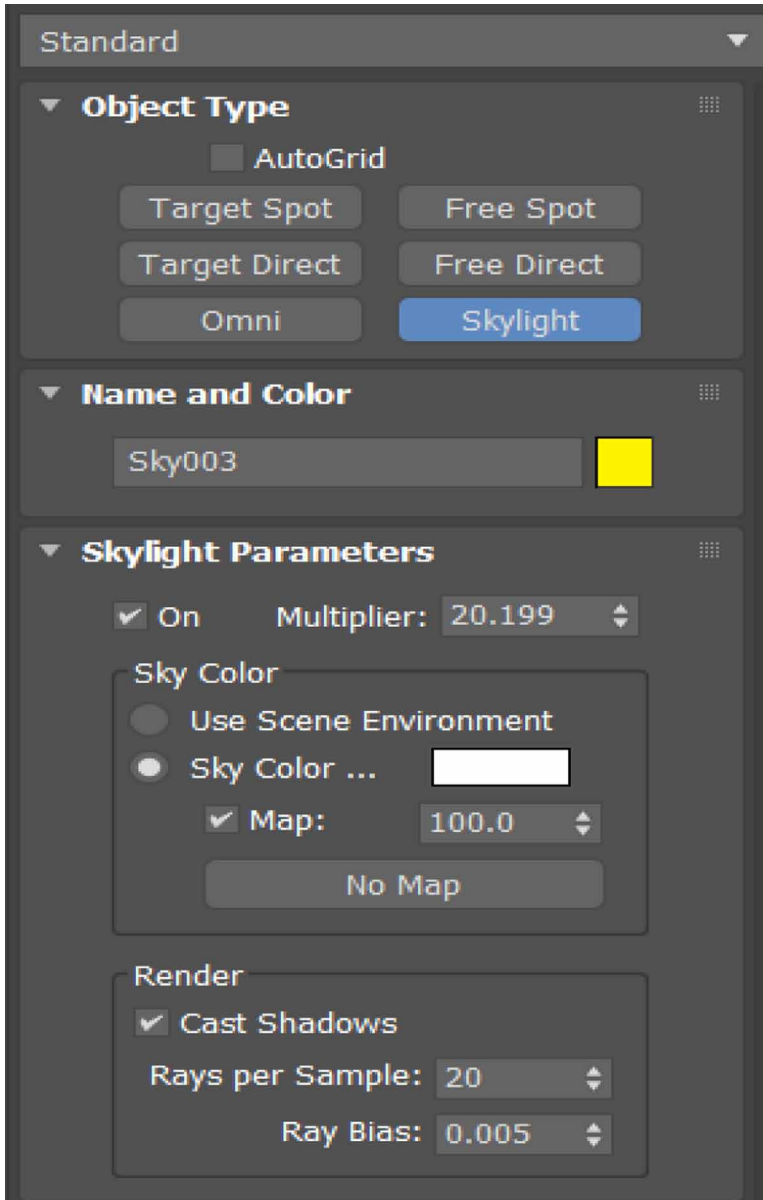 Standard
Object Type
AutoGrid
Target Spot Free Spot
Target Direct Free Direct
Omni Skylight
Name and Color
Sky003
Skylight Parameters
On Multiplier: 20.199
Sky Color
Use Scene Environment
Sky Color ...
Map: 100.0
No Map
Render
Cast Shadows
Rays per Sample: 20
Ray Bias: 0.005